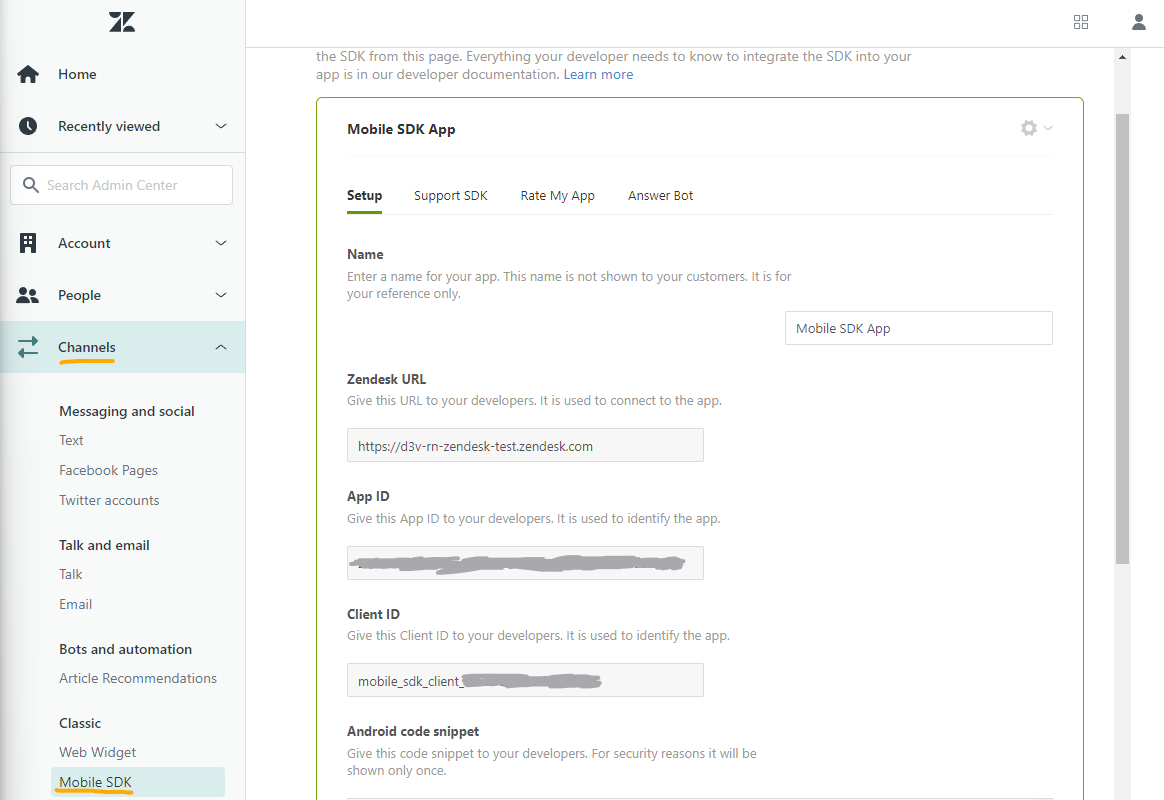 Home
Recently viewed
Search Admin Center
Account
People
Channels
Messaging and social
Text
Facebook Pages
Twitter accounts
Talk and email
Talk
Email
Bots and automation
Article Recommendations
Classic
Web Widget
Mobile SDK
the SDK from this page. Everything your developer needs to know to integrate the SDK into your
app is in our developer documentation. Learn more
Mobile SDK App
Setup Support SDK Rate My App Answer Bot
Name
Enter a name for your app. This name is not shown to your customers. It is for
your reference only.
Mobile SDK App
Zendesk URL
Give this URL to your developers. It is used to connect to the app.
https://d3v-rn-zendesk-test.zendesk.com
App ID
Give this App ID to your developers. It is used to identify the app.
Client ID
Give this Client ID to your developers. It is used to identify the app.
mobile_sdk_client_
Android code snippet
Give this code snippet to your developers. For security reasons it will be
shown only once.